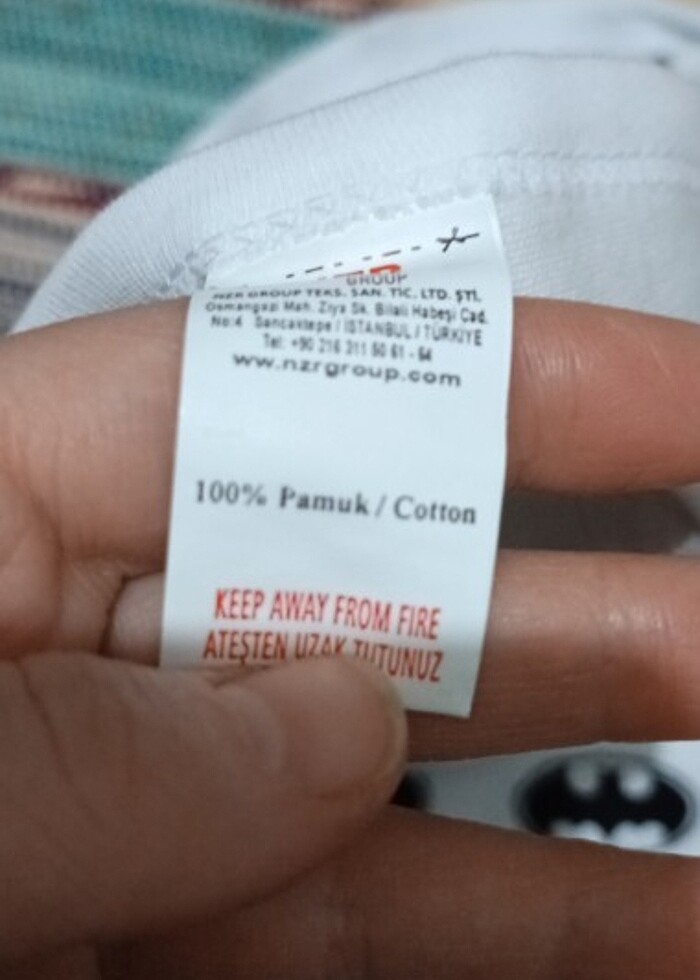 GROUP
NZR GROUP TEKS. SAN. TİC. LTD. ŞTİ.
Osmangazi Mah. Ziya Sk. Bilali Habeşi Cad.
No:4 Sancaktepe / İSTANBUL / TÜRKİYE
Tel: +90 216 311 50 61 - 64
www.nzrgroup.com
100% Pamuk / Cotton
KEEP AWAY FROM FIRE
ATEŞTEN UZAK TUTUNUZ